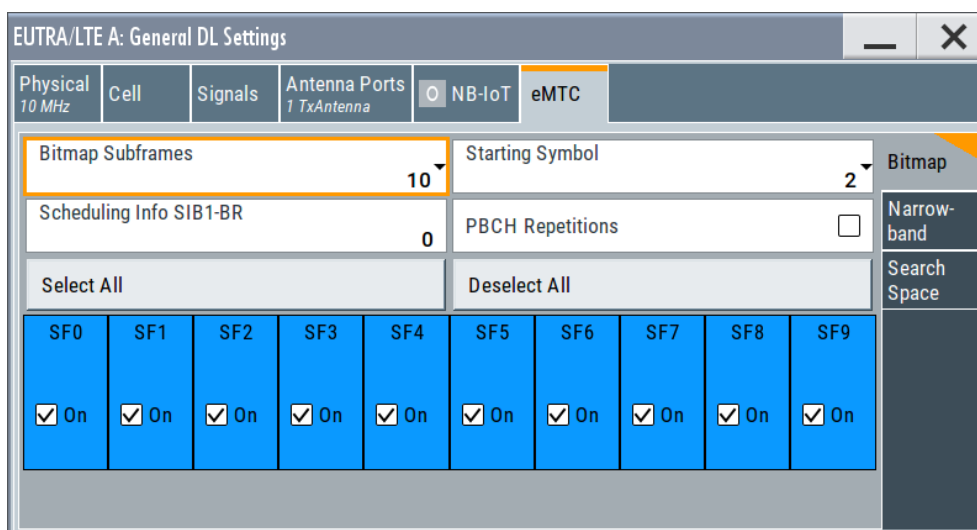 EUTRA/LTE A: General DL Settings
Physical
10 MHz
Cell
Signals
Antenna Ports
1 TxAntenna
O NB-IoT
eMTC
Bitmap Subframes
10
Starting Symbol
2
Bitmap
Scheduling Info SIB1-BR
0
PBCH Repetitions
Narrow-
band
Select All
Deselect All
Search
Space
SF0 SF1 SF2 SF3 SF4 SF5 SF6 SF7 SF8 SF9
On On On On On On On On On On